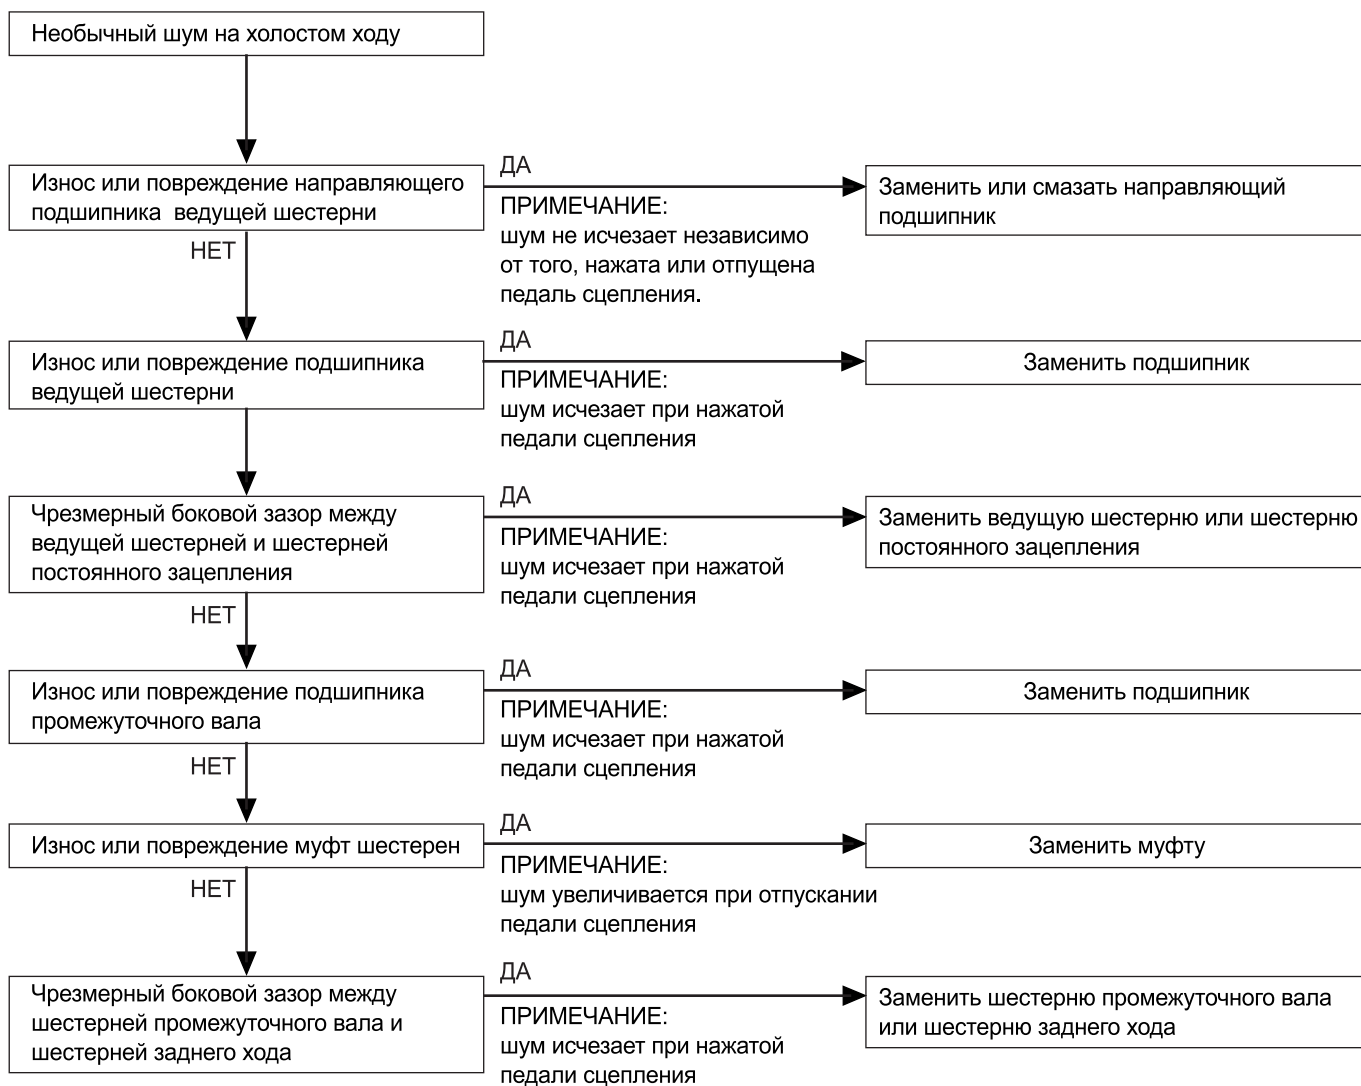 Необычный шум на холостом ходу
Износ или повреждение направляющего
подшипника ведущей шестерни
ДА
ПРИМЕЧАНИЕ:
шум не исчезает независимо
от того, нажата или отпущена
педаль сцепления.
Заменить или смазать направляющий
подшипник
НЕТ
Износ или повреждение подшипника
ведущей шестерни
ДА
ПРИМЕЧАНИЕ:
шум исчезает при нажатой
педали сцепления
Заменить подшипник
Чрезмерный боковой зазор между
ведущей шестерней и шестерней
постоянного зацепления
ДА
ПРИМЕЧАНИЕ:
шум исчезает при нажатой
педали сцепления
Заменить ведущую шестерню или шестерню
постоянного зацепления
НЕТ
Износ или повреждение подшипника
промежуточного вала
ДА
ПРИМЕЧАНИЕ:
шум исчезает при нажатой
педали сцепления
Заменить подшипник
НЕТ
Износ или повреждение муфт шестерен
ДА
ПРИМЕЧАНИЕ:
шум увеличивается при отпускании
педали сцепления
Заменить муфту
НЕТ
Чрезмерный боковой зазор между
шестерней промежуточного вала и
шестерней заднего хода
ДА
ПРИМЕЧАНИЕ:
шум исчезает при нажатой
педали сцепления
Заменить шестерню промежуточного вала
или шестерню заднего хода